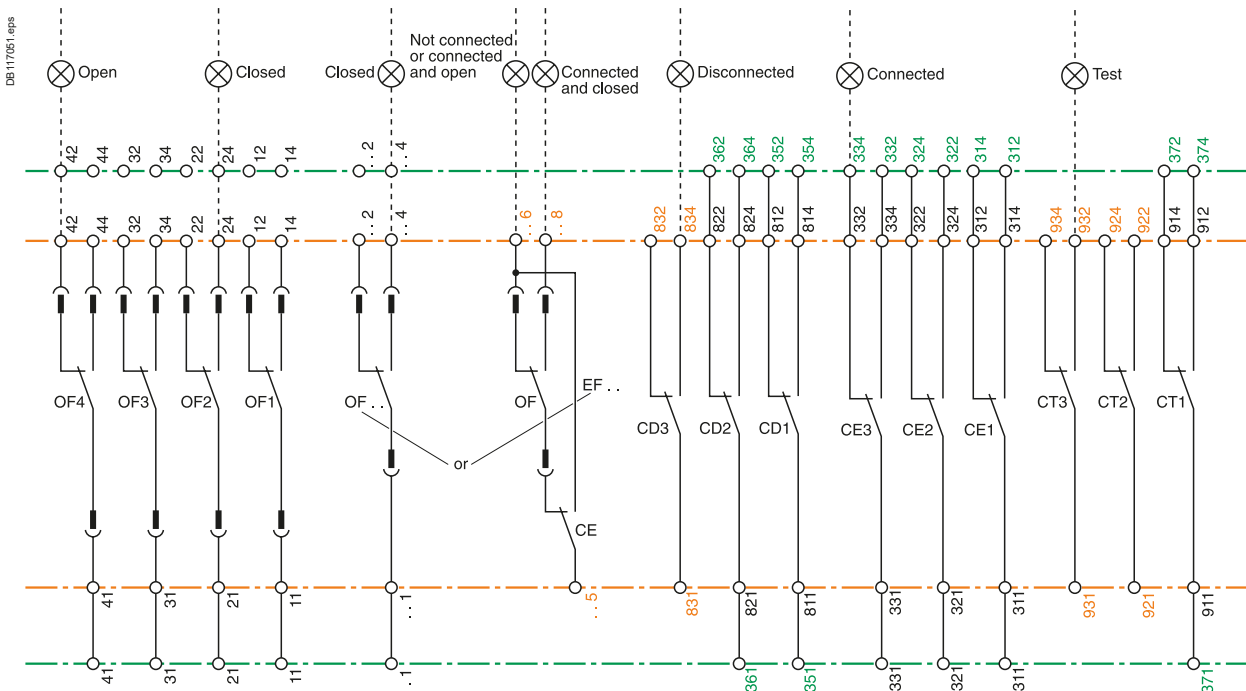 DB117051.eps
Open
Closed
Closed
Not connected
or connected
and open
Connected
and closed
Disconnected
Connected
Test
42 44 32 34 22 24 12 14 . . 2 . . 4 362 364 352 354 334 332 324 322 314 312 372 374
42 44 32 34 22 24 12 14 . . 2 . . 4 . . 6 . . 8 832 834 822 824 812 814 332 334 322 324 312 314 934 932 924 922 914 912
OF4 OF3 OF2 OF1 OF . . OF EF . . CD3 CD2 CD1 CE3 CE2 CE1 CT3 CT2 CT1
or
CE
41 31 21 11 . . 1 . . 5 831 821 811 331 321 311 931 921 911
41 31 21 11 . . 1 361 351 331 321 311 371